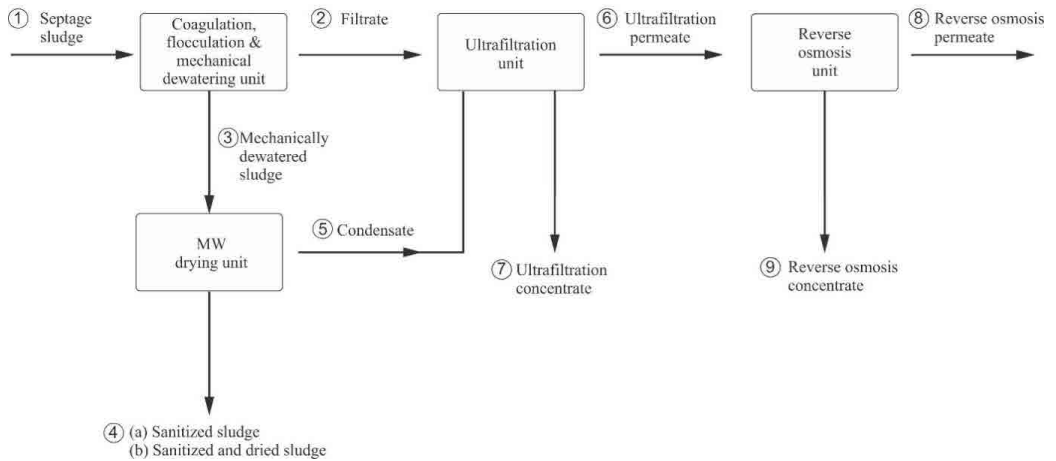 ① Septage
sludge
Coagulation,
flocculation &
mechanical
dewatering unit
② Filtrate
Ultrafiltration
unit
⑥ Ultrafiltration
permeate
Reverse
osmosis
unit
⑧ Reverse osmosis
permeate
③ Mechanically
dewatered
sludge
MW
drying unit
⑤ Condensate
⑦ Ultrafiltration
concentrate
⑨ Reverse osmosis
concentrate
④ (a) Sanitized sludge
(b) Sanitized and dried sludge